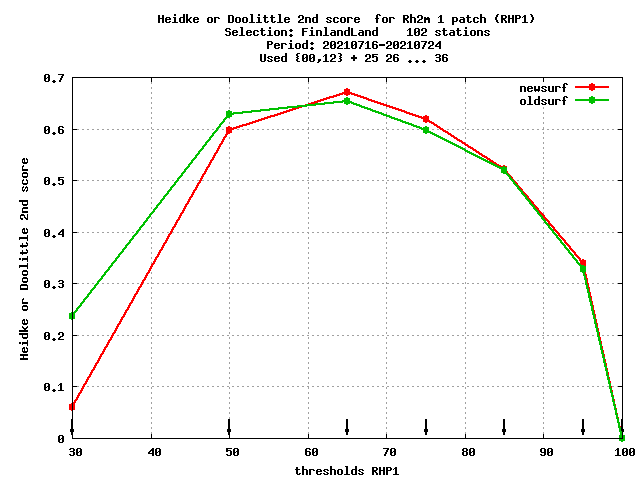 Heidke or Doolittle 2nd score  for Rh2m 1 patch (RHP1)
Selection: FinlandLand    102 stations
Period: 20210716-20210724
Used {00,12} + 25 26 ... 36
newsurf
oldsurf
0.7
0.6
0.5
0.4
0.3
0.2
0.1
0
Heidke or Doolittle 2nd score
30 40 50 60 70 80 90 100
thresholds RHP1